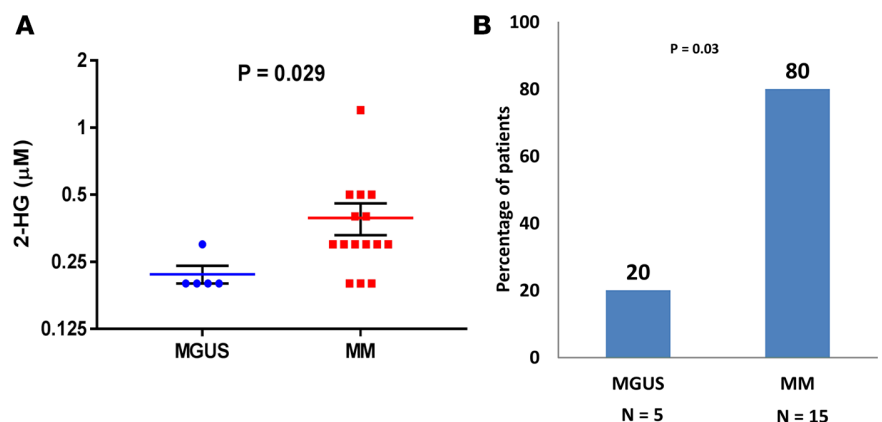 A
P = 0.029
2-HG (μM)
2
1
0.5
0.25
0.125
MGUS
MM
B
P = 0.03
Percentage of patients
100
80
60
40
20
0
20
80
MGUS
MM
N = 5
N = 15